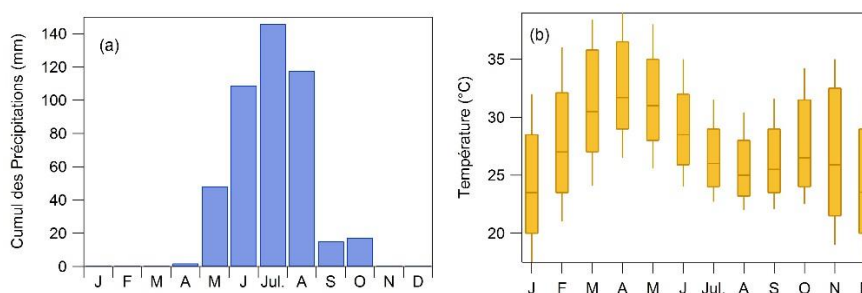 (a)
Cumul des Précipitations (mm)
140
120
100
80
60
40
20
0
J F M A M J Jul. A S O N D
(b)
Température (°C)
35
30
25
20
J F M A M J Jul. A S O N